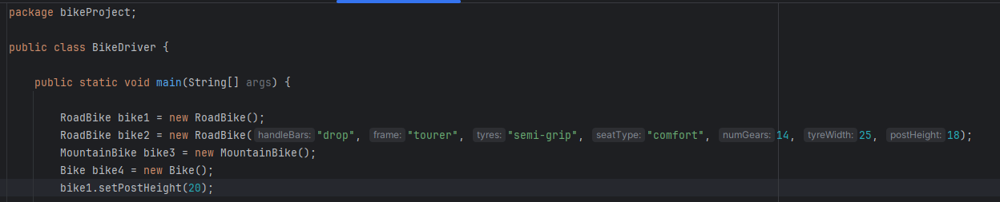 package bikeProject;
public class BikeDriver {
public static void main(String[] args) {
RoadBike bike1 = new RoadBike();
RoadBike bike2 = new RoadBike( handleBars: "drop", frame: "tourer", tyres: "semi-grip", seatType: "comfort", numGears: 14, tyreWidth: 25, postHeight: 18);
MountainBike bike3 = new MountainBike();
Bike bike4 = new Bike();
bike1.setPostHeight(20);